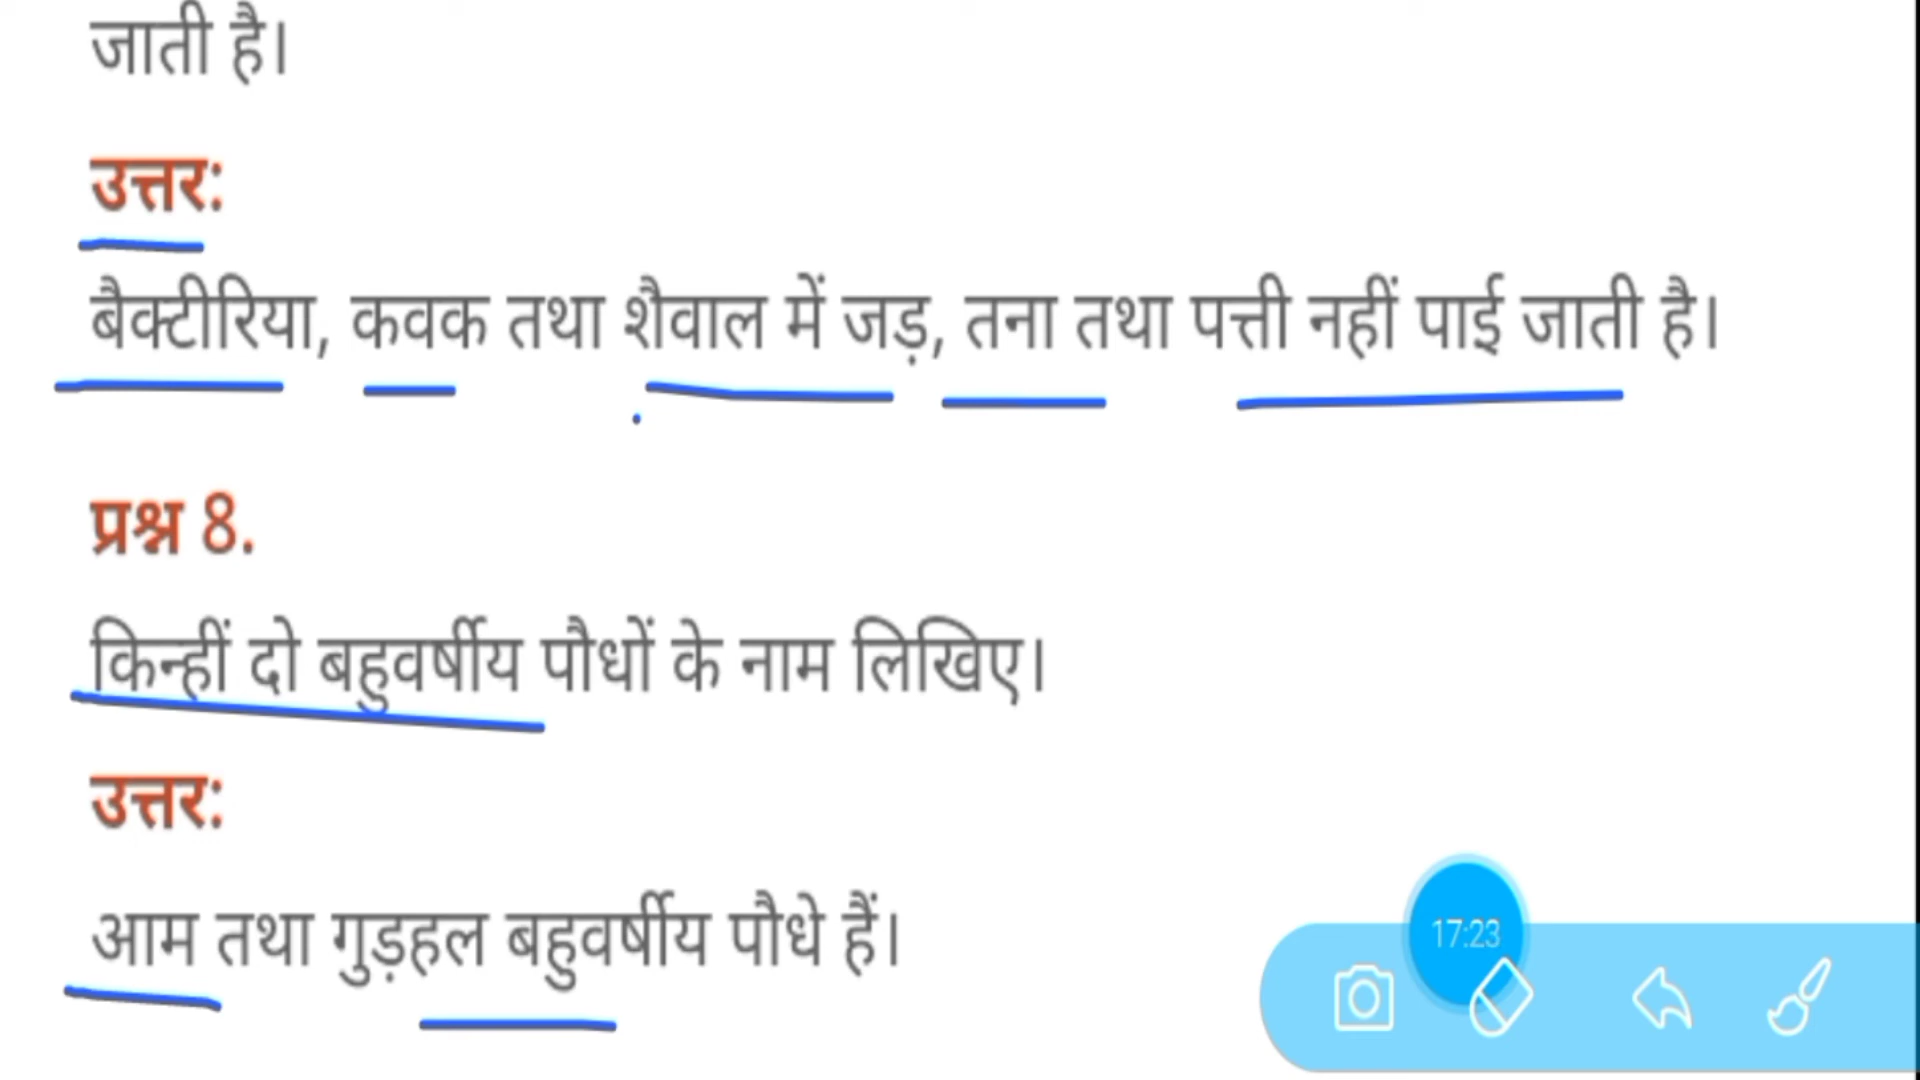 जाती है।
उत्तर:
बैक्टीरिया, कवक तथा शैवाल में जड़, तना तथा पत्ती नहीं पाई जाती है।
प्रश्न 8.
किन्हीं दो बहुवर्षीय पौधों के नाम लिखिए।
उत्तर:
आम तथा गुड़हल बहुवर्षीय पौधे हैं।
17:23